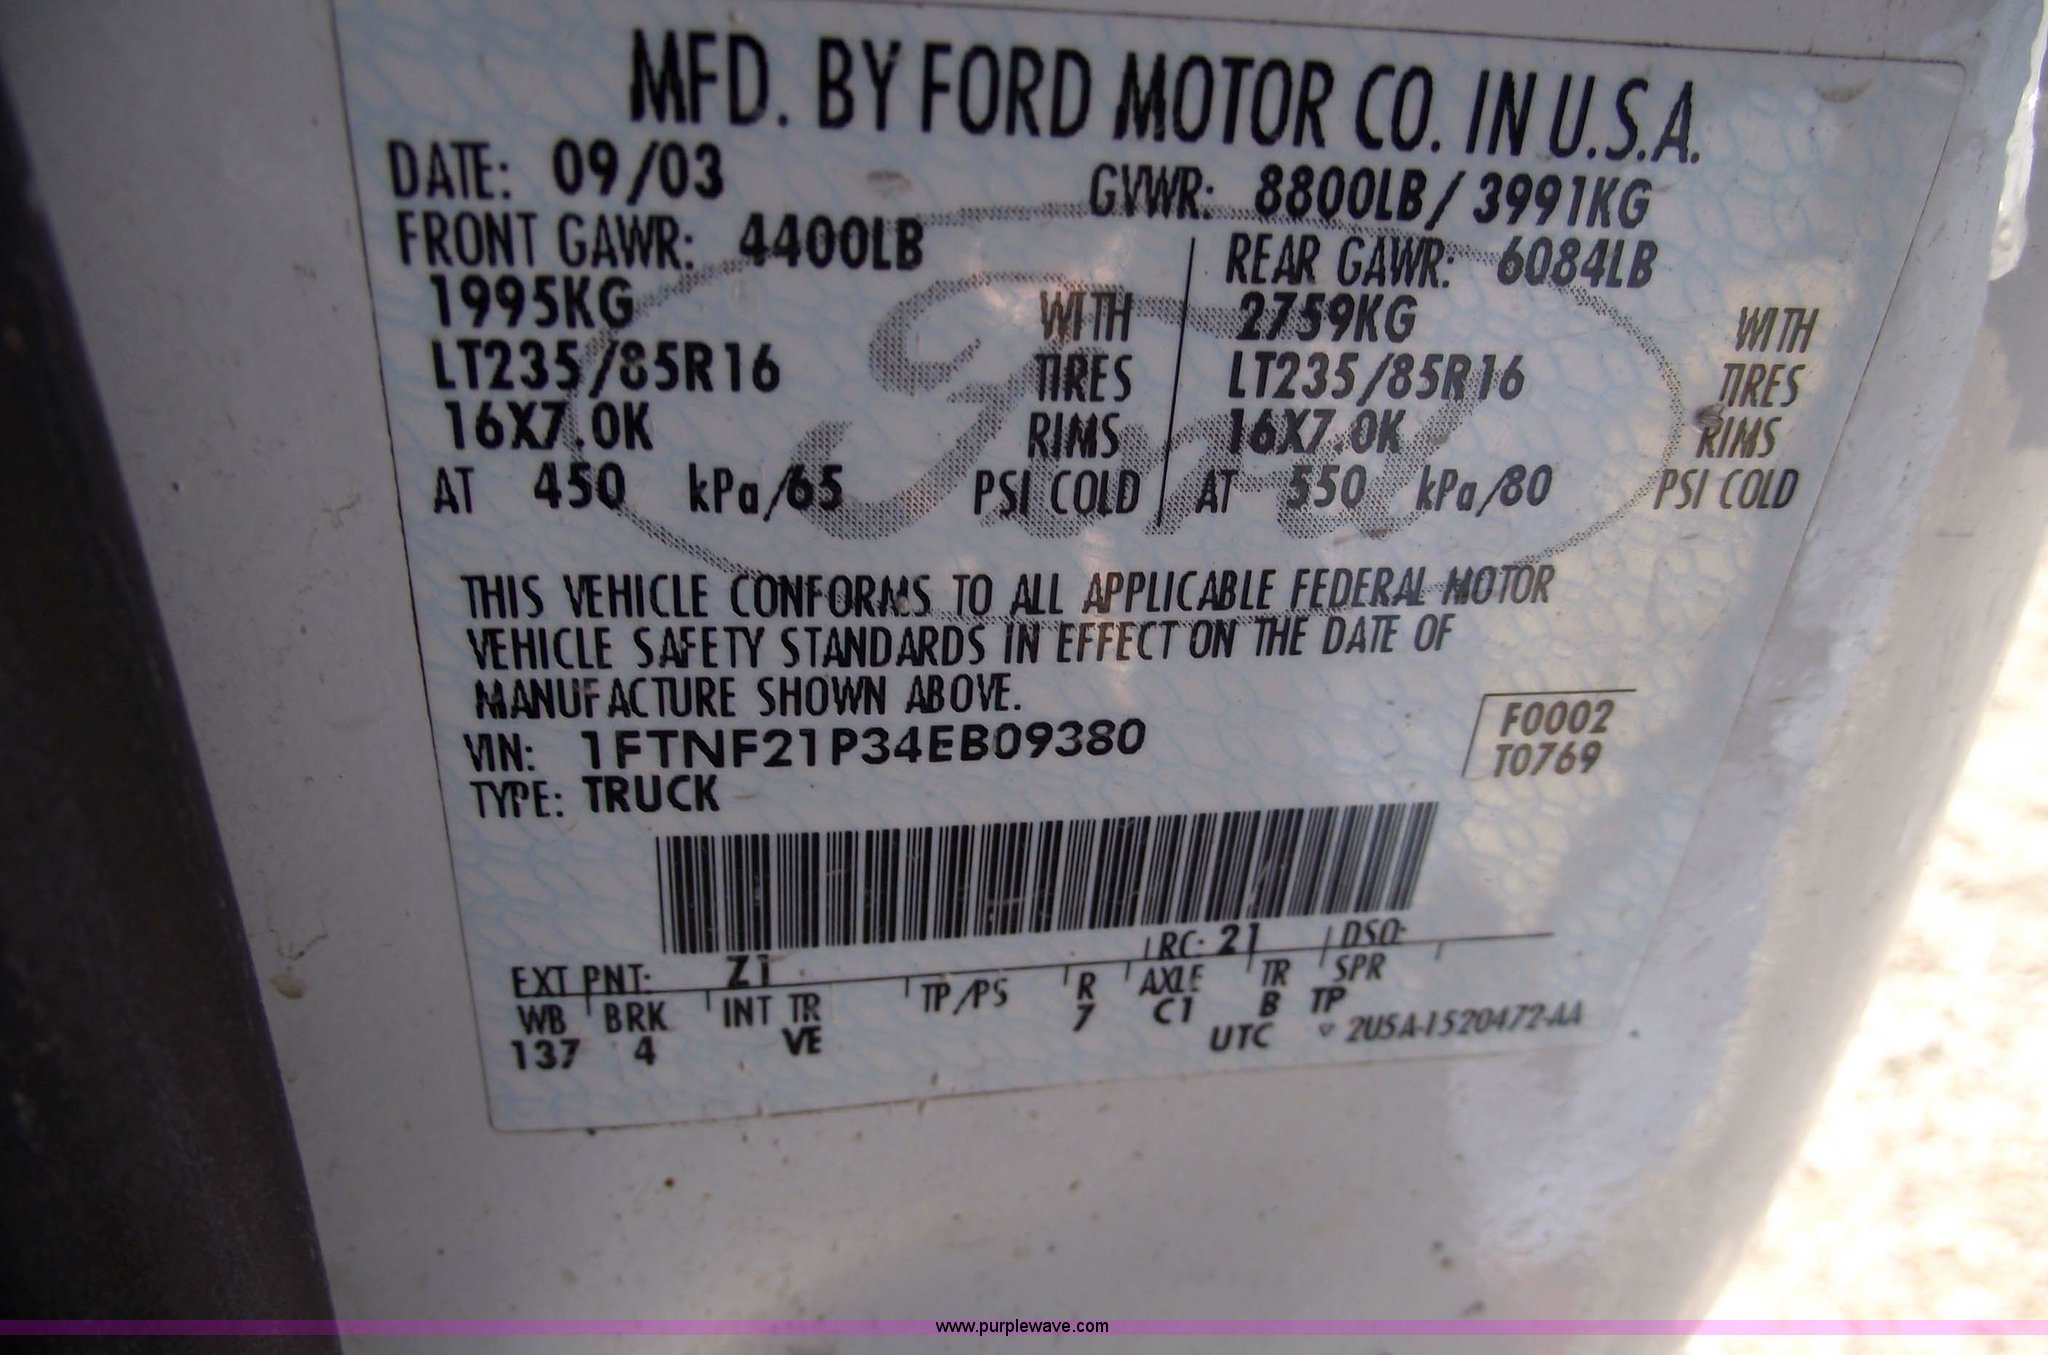 MFD. BY FORD MOTOR CO. IN U.S.A.
DATE: 09/03 GVWR: 8800LB/3991KG
FRONT GAWR: 4400LB REAR GAWR: 6084LB
1995KG WITH 2759KG WITH
LT235/85R16 TIRES LT235/85R16 TIRES
16X7.0K RIMS 16X7.0K RIMS
AT 450 kPa/65 PSI COLD AT 550 kPa/80 PSI COLD
Ford
THIS VEHICLE CONFORMS TO ALL APPLICABLE FEDERAL MOTOR
VEHICLE SAFETY STANDARDS IN EFFECT ON THE DATE OF
MANUFACTURE SHOWN ABOVE.
F0002
VIN: 1FTNF21P34EB09380
T0769
TYPE: TRUCK
EXT PNT: Z1 RC: 21 DSO:
WB BRK INT TR TP/PS R AXLE TR SPR
137 4 VE 7 C1 B TP
UTC ▽ 2U5A-1520472-AA
www.purplewave.com